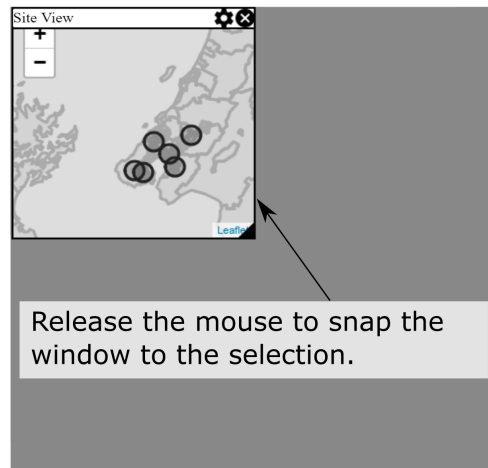 Site View
+
−
Leaflet
Release the mouse to snap the
window to the selection.